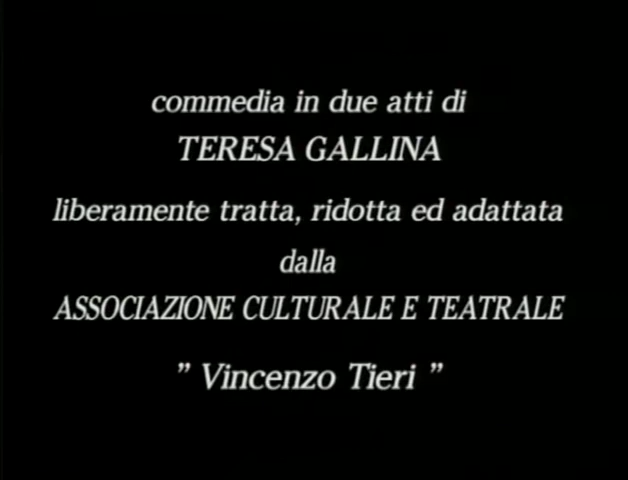 commedia in due atti di
TERESA GALLINA
liberamente tratta, ridotta ed adattata
dalla
ASSOCIAZIONE CULTURALE E TEATRALE
" Vincenzo Tieri "